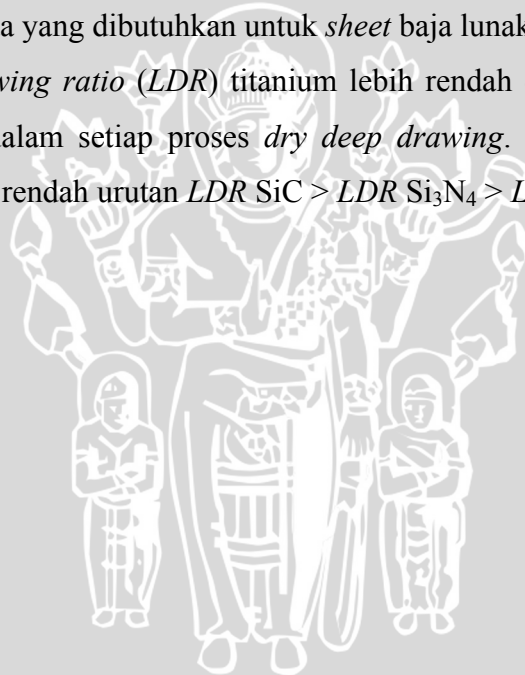 a yang dibutuhkan untuk sheet baja lunak
wing ratio (LDR) titanium lebih rendah
dalam setiap proses dry deep drawing.
rendah urutan LDR SiC > LDR Si₃N₄ > L